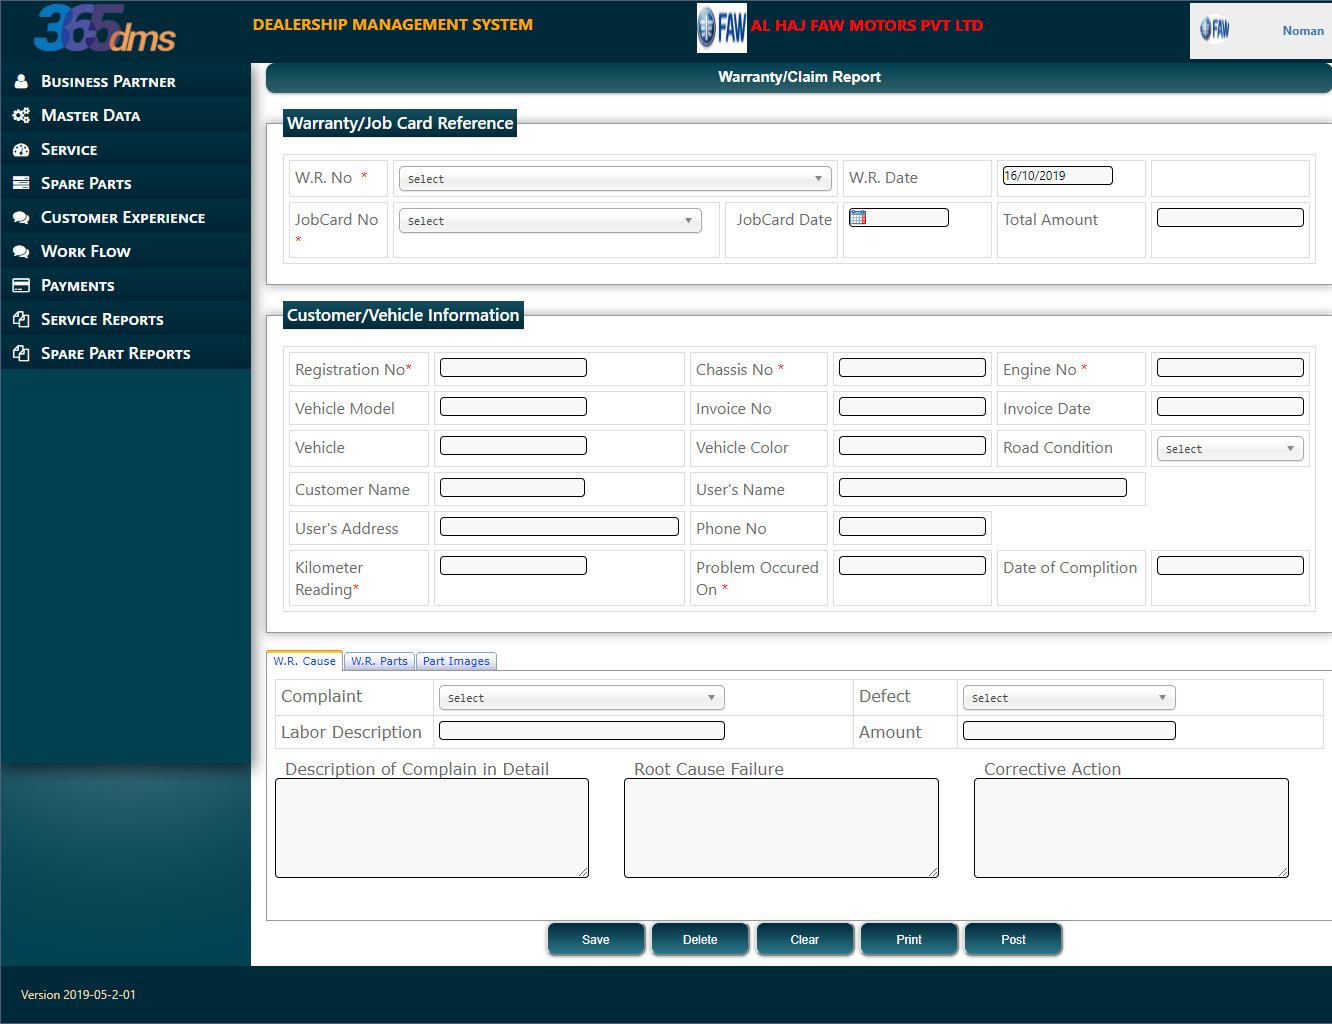 365dms
DEALERSHIP MANAGEMENT SYSTEM
FAW
AL HAJ FAW MOTORS PVT LTD
FAW
Noman
BUSINESS PARTNER
MASTER DATA
SERVICE
SPARE PARTS
CUSTOMER EXPERIENCE
WORK FLOW
PAYMENTS
SERVICE REPORTS
SPARE PART REPORTS
Warranty/Claim Report
Warranty/Job Card Reference
W.R. No * Select W.R. Date 16/10/2019
JobCard No * Select JobCard Date Total Amount
Customer/Vehicle Information
Registration No* Chassis No * Engine No *
Vehicle Model Invoice No Invoice Date
Vehicle Vehicle Color Road Condition Select
Customer Name User's Name
User's Address Phone No
Kilometer Reading* Problem Occured On * Date of Complition
W.R. Cause W.R. Parts Part Images
Complaint Select Defect Select
Labor Description Amount
Description of Complain in Detail Root Cause Failure Corrective Action
Save Delete Clear Print Post
Version 2019-05-2-01